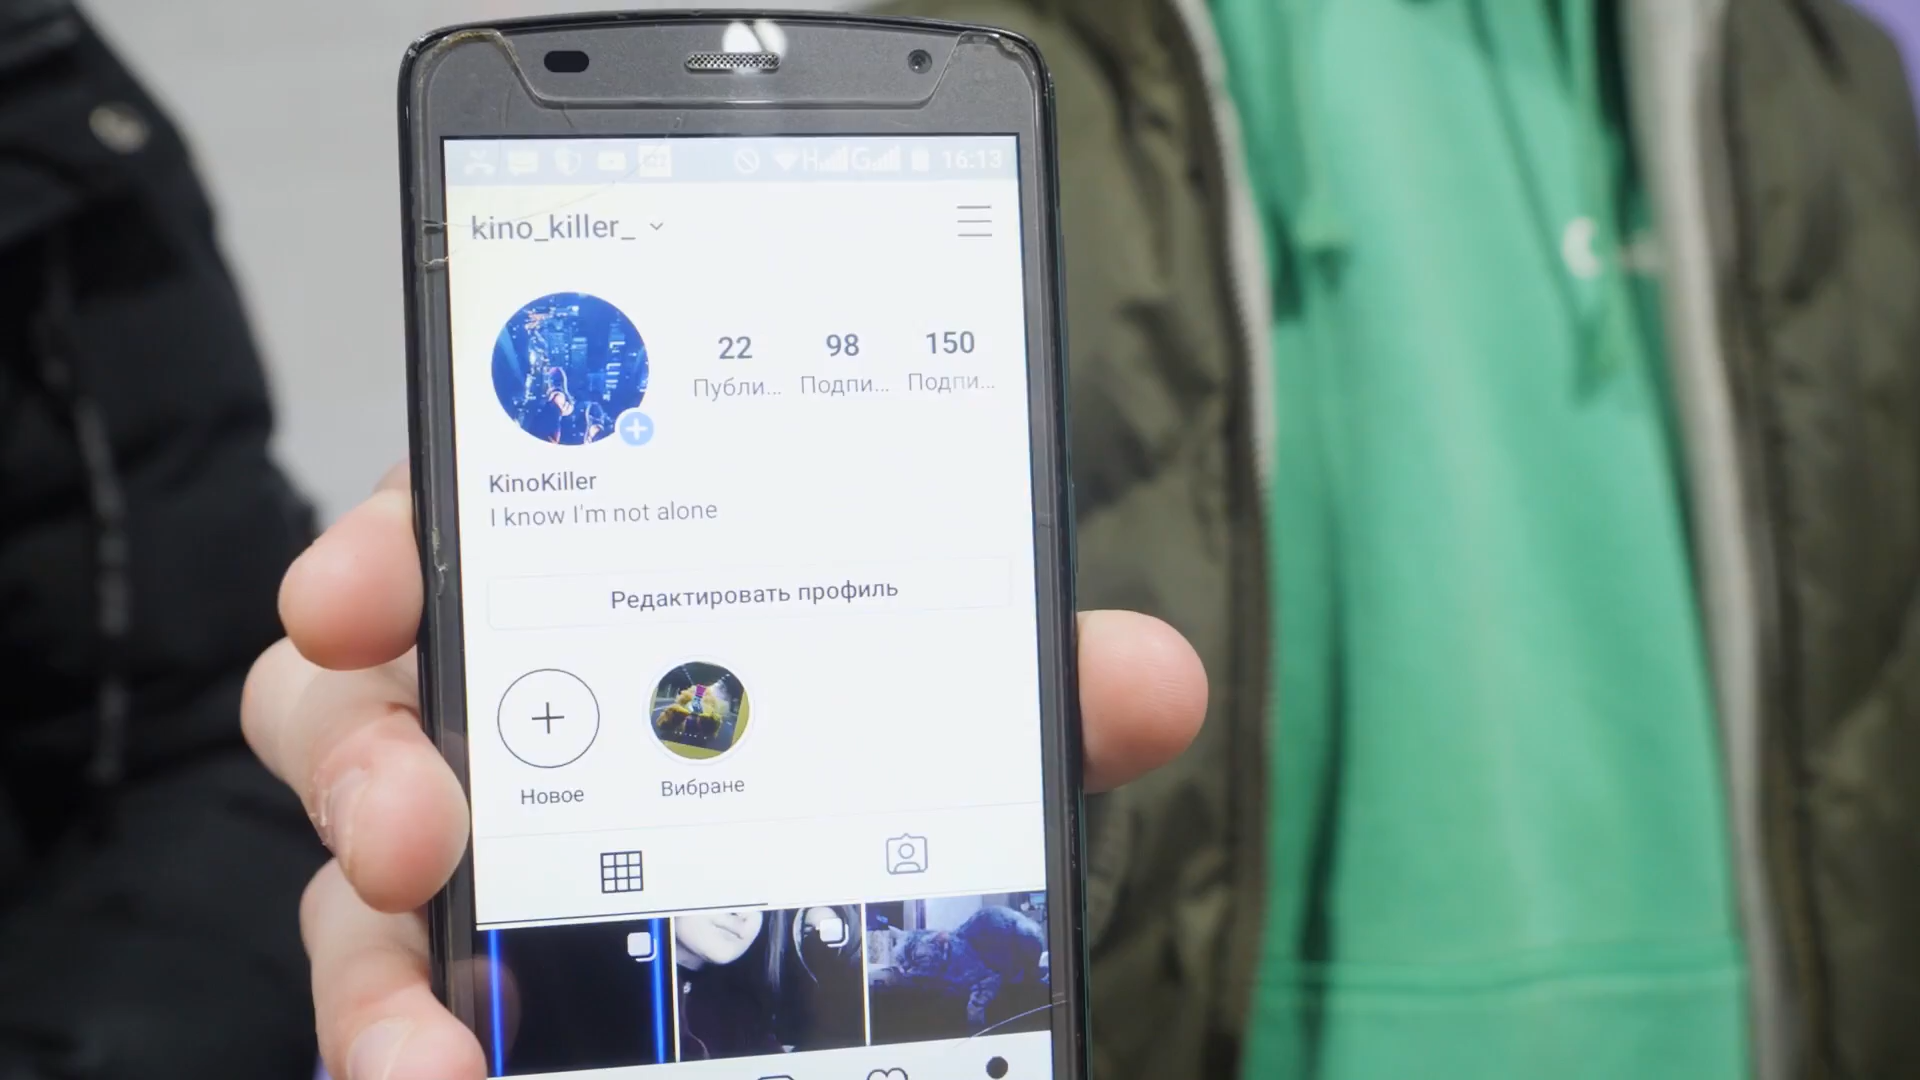 H G 16:13
kino_killer_
22 98 150
Публи... Подпи... Подпи...
KinoKiller
I know I'm not alone
Редактировать профиль
Новое Вибране